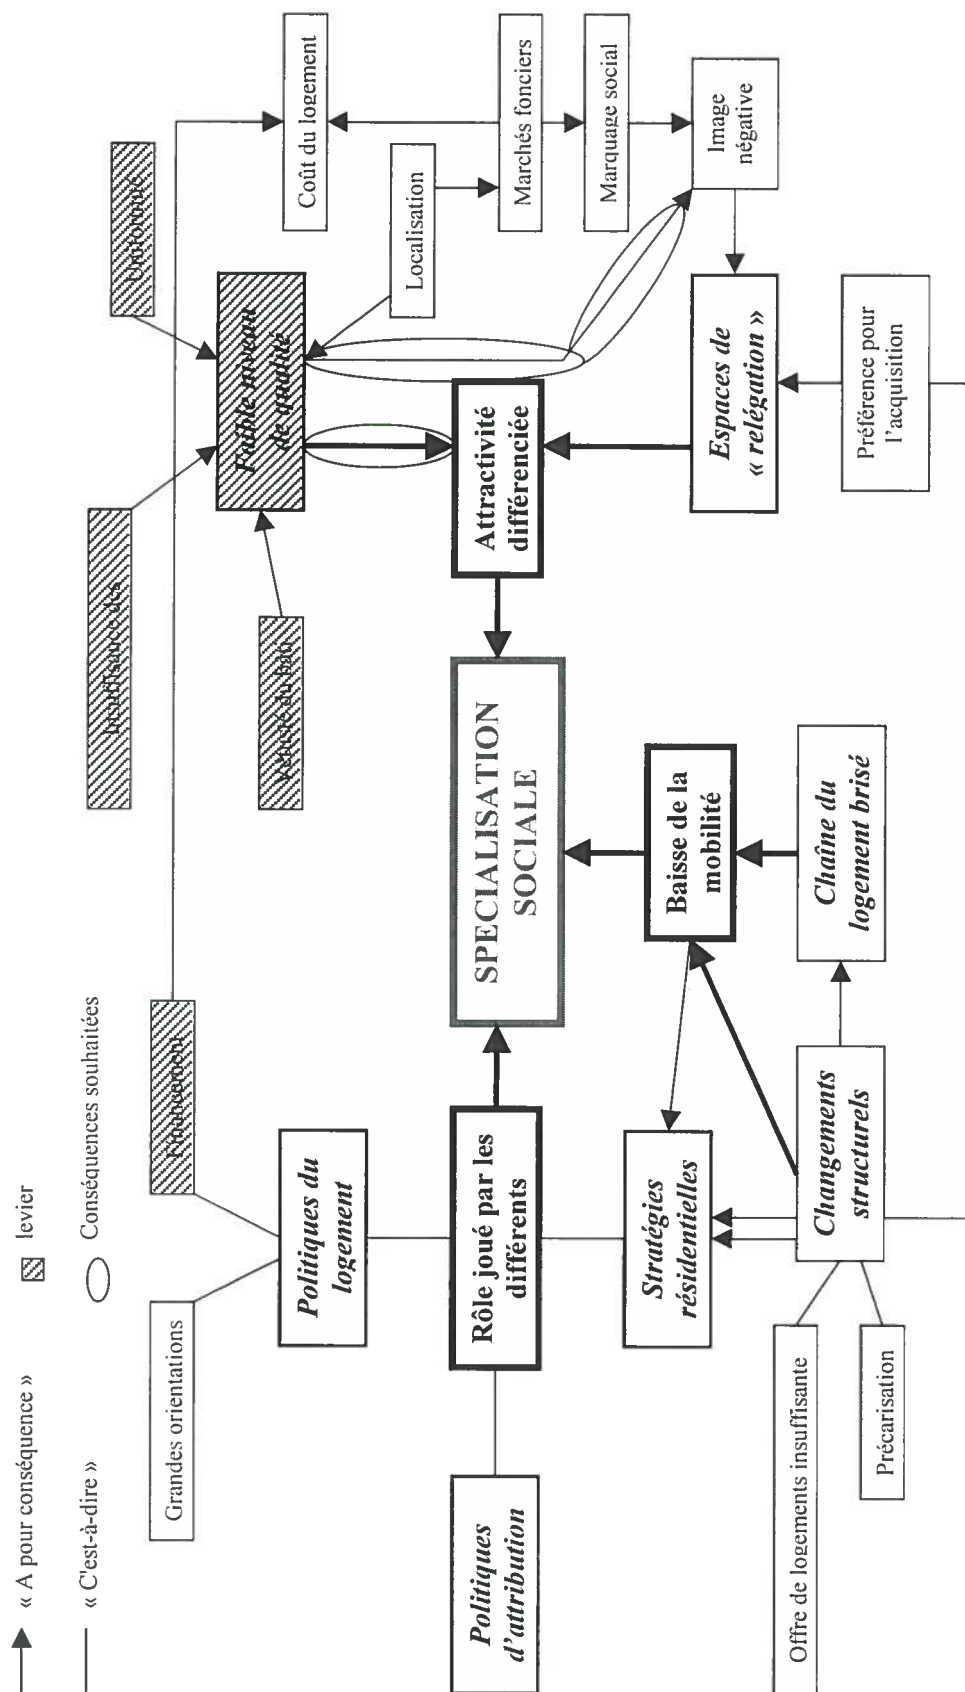 « A pour conséquence »
levier
« C'est-à-dire »
Conséquences souhaitées
Grandes orientations
Financement
Insuffisance des
Uniformité
Politiques du
logement
Vétusté du bâti
Faible niveau
de qualité
Coût du logement
Localisation
Politiques
d'attribution
Rôle joué par les
différents
SPECIALISATION
SOCIALE
Attractivité
différenciée
Marchés fonciers
Marquage social
Stratégies
résidentielles
Baisse de la
mobilité
Espaces de
« relégation »
Image
négative
Offre de logements insuffisante
Précarisation
Changements
structurels
Chaîne du
logement brisé
Préférence pour
l'acquisition